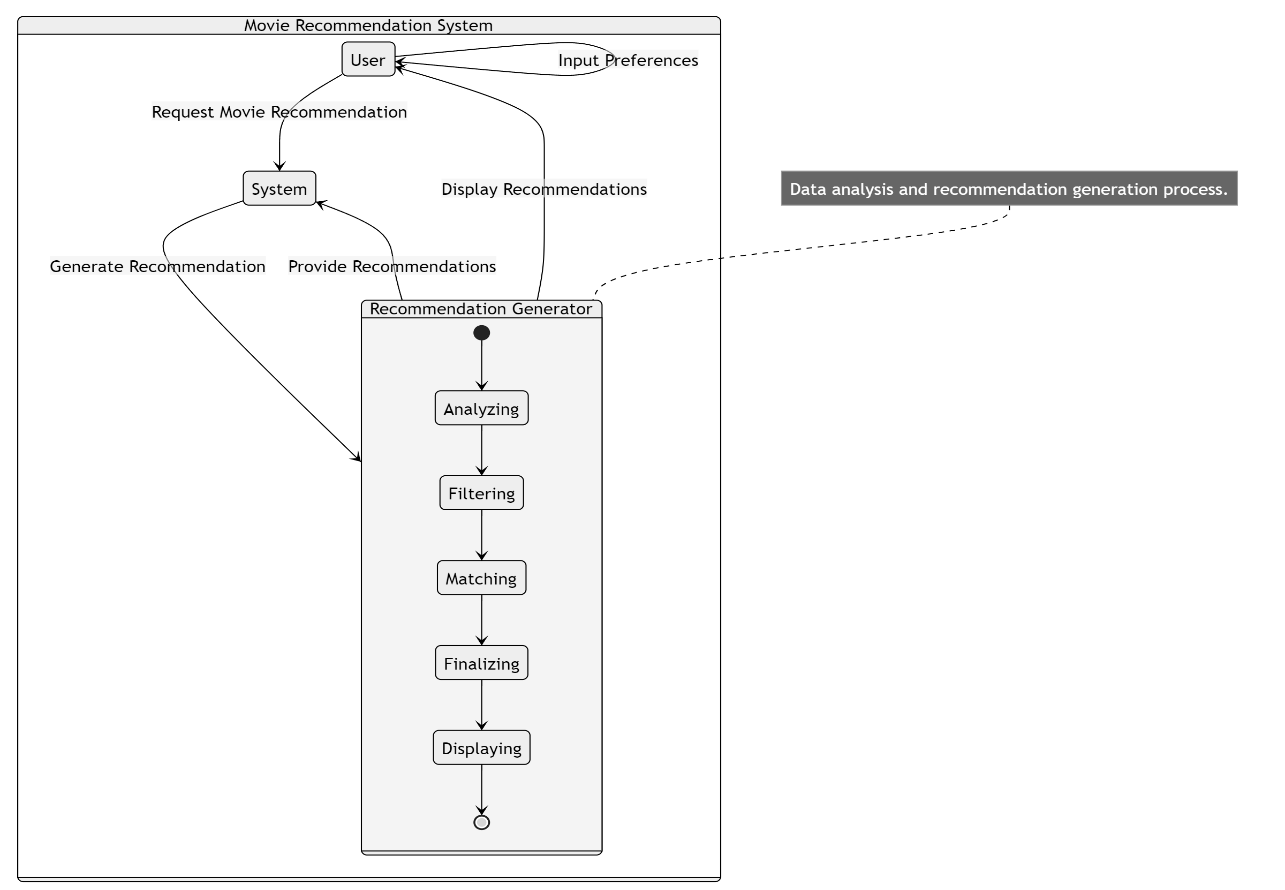 Movie Recommendation System
User
Input Preferences
Request Movie Recommendation
System
Display Recommendations
Data analysis and recommendation generation process.
Generate Recommendation
Provide Recommendations
Recommendation Generator
Analyzing
Filtering
Matching
Finalizing
Displaying